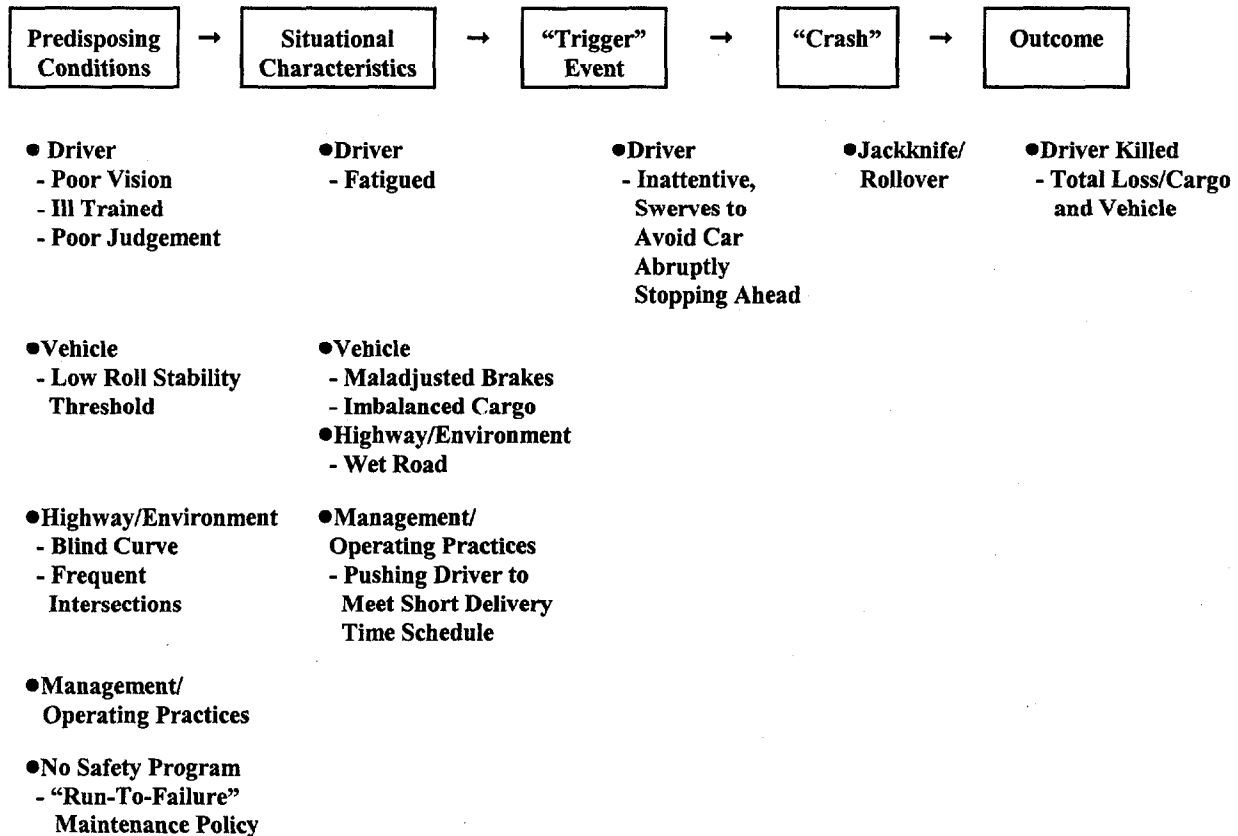 Predisposing
Conditions
→
Situational
Characteristics
→
“Trigger”
Event
→
“Crash”
→
Outcome
● Driver
- Poor Vision
- Ill Trained
- Poor Judgement
●Vehicle
- Low Roll Stability
Threshold
●Highway/Environment
- Blind Curve
- Frequent
Intersections
●Management/
Operating Practices
●No Safety Program
- “Run-To-Failure”
Maintenance Policy
●Driver
- Fatigued
●Vehicle
- Maladjusted Brakes
- Imbalanced Cargo
●Highway/Environment
- Wet Road
●Management/
Operating Practices
- Pushing Driver to
Meet Short Delivery
Time Schedule
●Driver
- Inattentive,
Swerves to
Avoid Car
Abruptly
Stopping Ahead
●Jackknife/
Rollover
●Driver Killed
- Total Loss/Cargo
and Vehicle